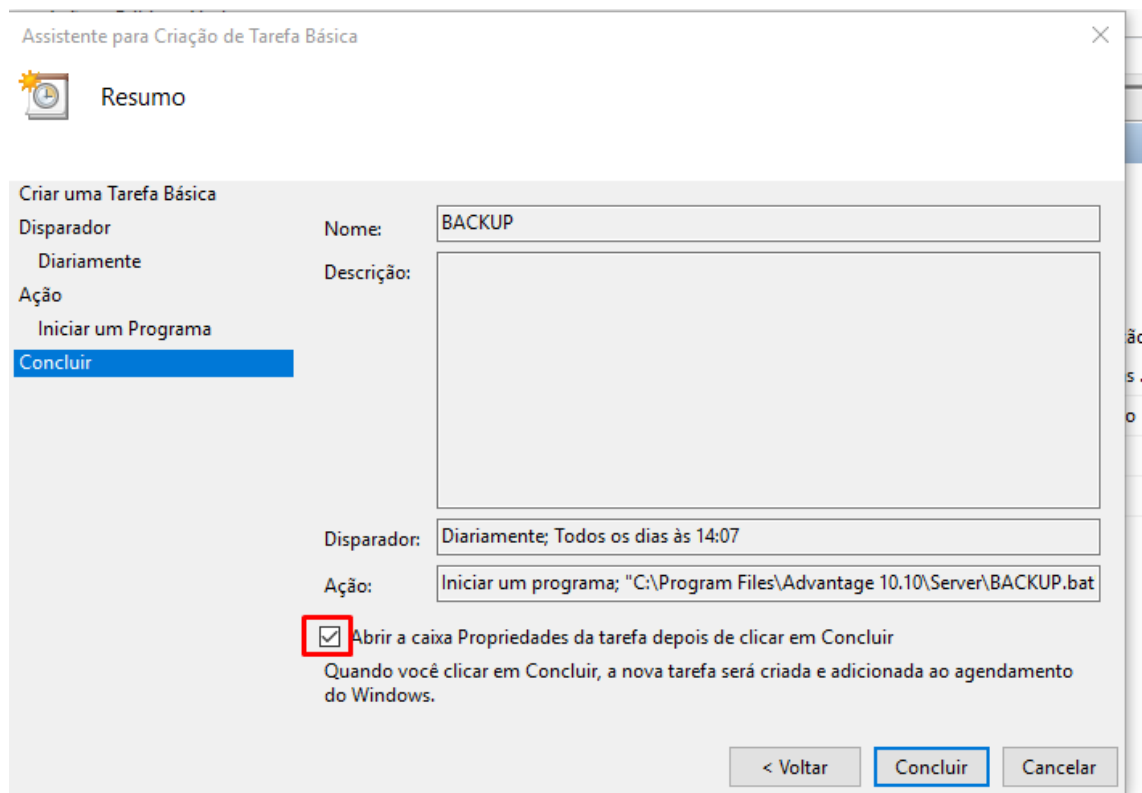 Assistente para Criação de Tarefa Básica
Resumo
Criar uma Tarefa Básica
Disparador
Diariamente
Ação
Iniciar um Programa
Concluir
Nome: BACKUP
Descrição:
Disparador: Diariamente; Todos os dias às 14:07
Ação: Iniciar um programa; "C:\Program Files\Advantage 10.10\Server\BACKUP.bat
Abrir a caixa Propriedades da tarefa depois de clicar em Concluir
Quando você clicar em Concluir, a nova tarefa será criada e adicionada ao agendamento
do Windows.
< Voltar Concluir Cancelar